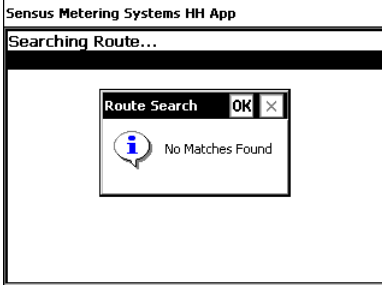 Sensus Metering Systems HH App
Searching Route...
Route Search OK
No Matches Found